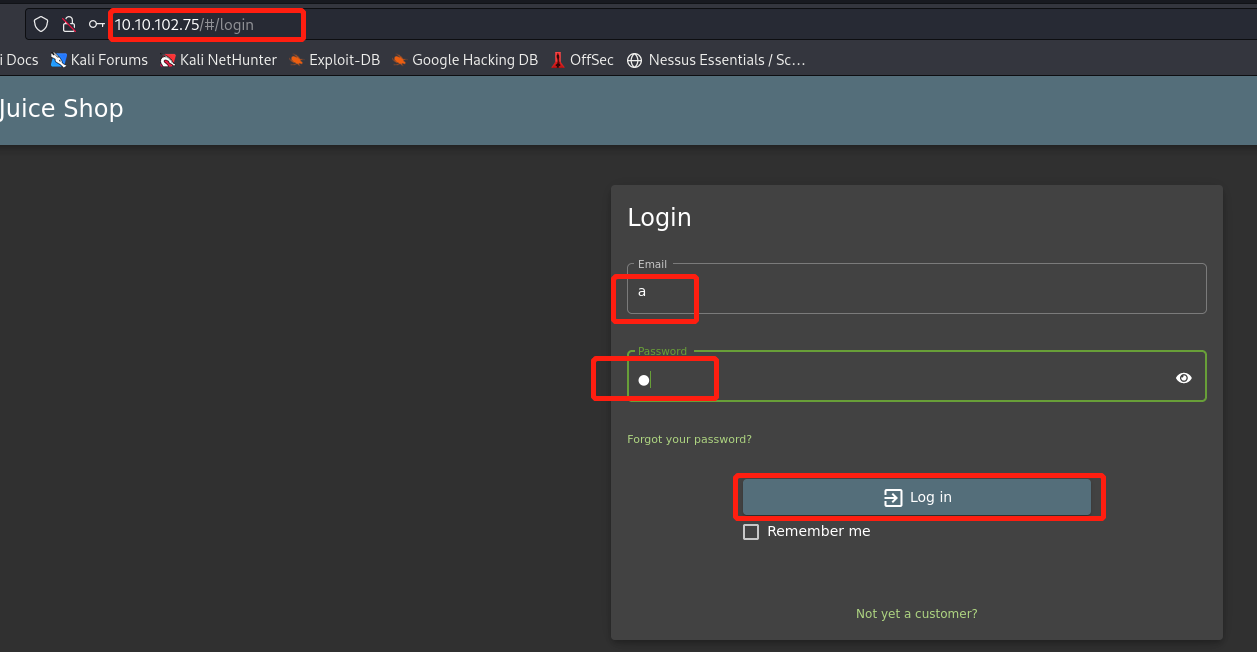 10.10.102.75/#/login
i Docs Kali Forums Kali NetHunter Exploit-DB Google Hacking DB OffSec Nessus Essentials / Sc...
Juice Shop
Login
Email
a
Password
Forgot your password?
Log in
Remember me
Not yet a customer?